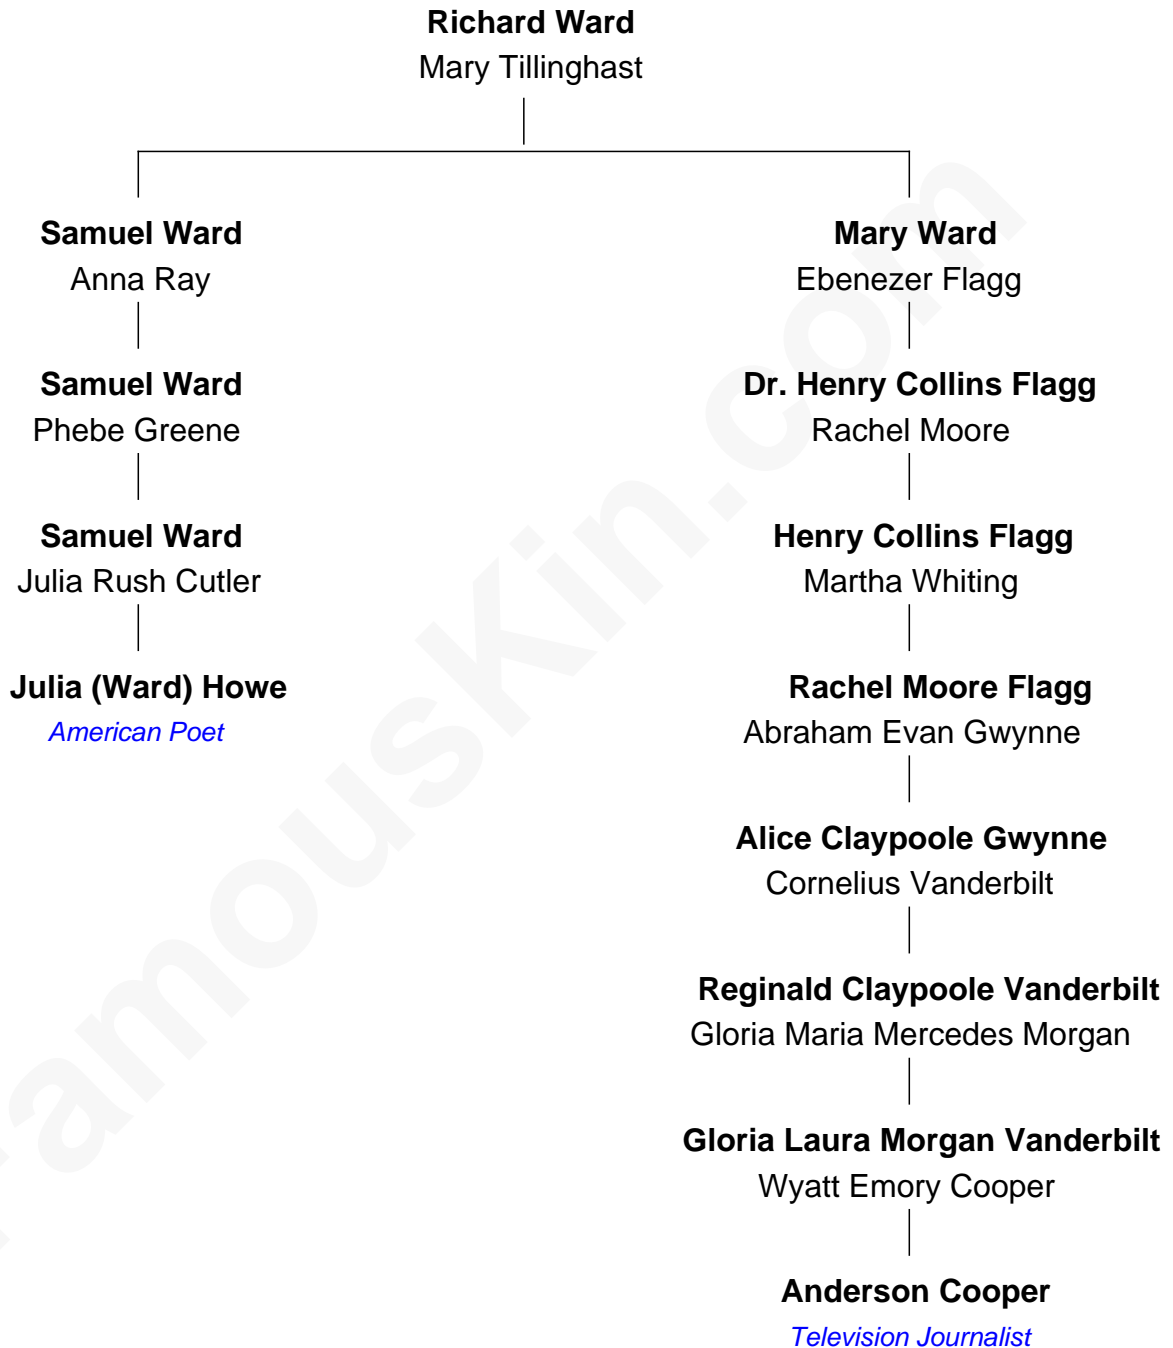 Richard Ward
Mary Tillinghast
Samuel Ward
Anna Ray
Samuel Ward
Phebe Greene
Samuel Ward
Julia Rush Cutler
Julia (Ward) Howe
American Poet
Mary Ward
Ebenezer Flagg
Dr. Henry Collins Flagg
Rachel Moore
Henry Collins Flagg
Martha Whiting
Rachel Moore Flagg
Abraham Evan Gwynne
Alice Claypoole Gwynne
Cornelius Vanderbilt
Reginald Claypoole Vanderbilt
Gloria Maria Mercedes Morgan
Gloria Laura Morgan Vanderbilt
Wyatt Emory Cooper
Anderson Cooper
Television Journalist
FamousKin.com